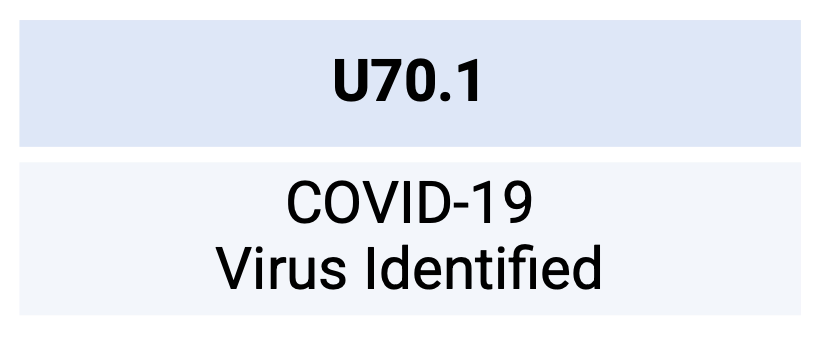 U70.1
COVID-19
Virus Identified